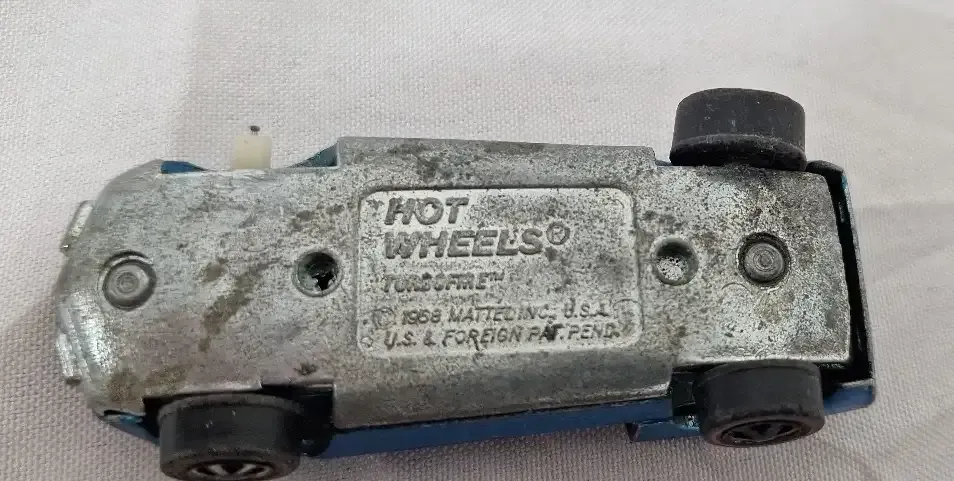 HOT
WHEELS®
TURBOFIRE™
© 1968 MATTEL INC., U.S.A.
U.S. & FOREIGN PAT. PEND.